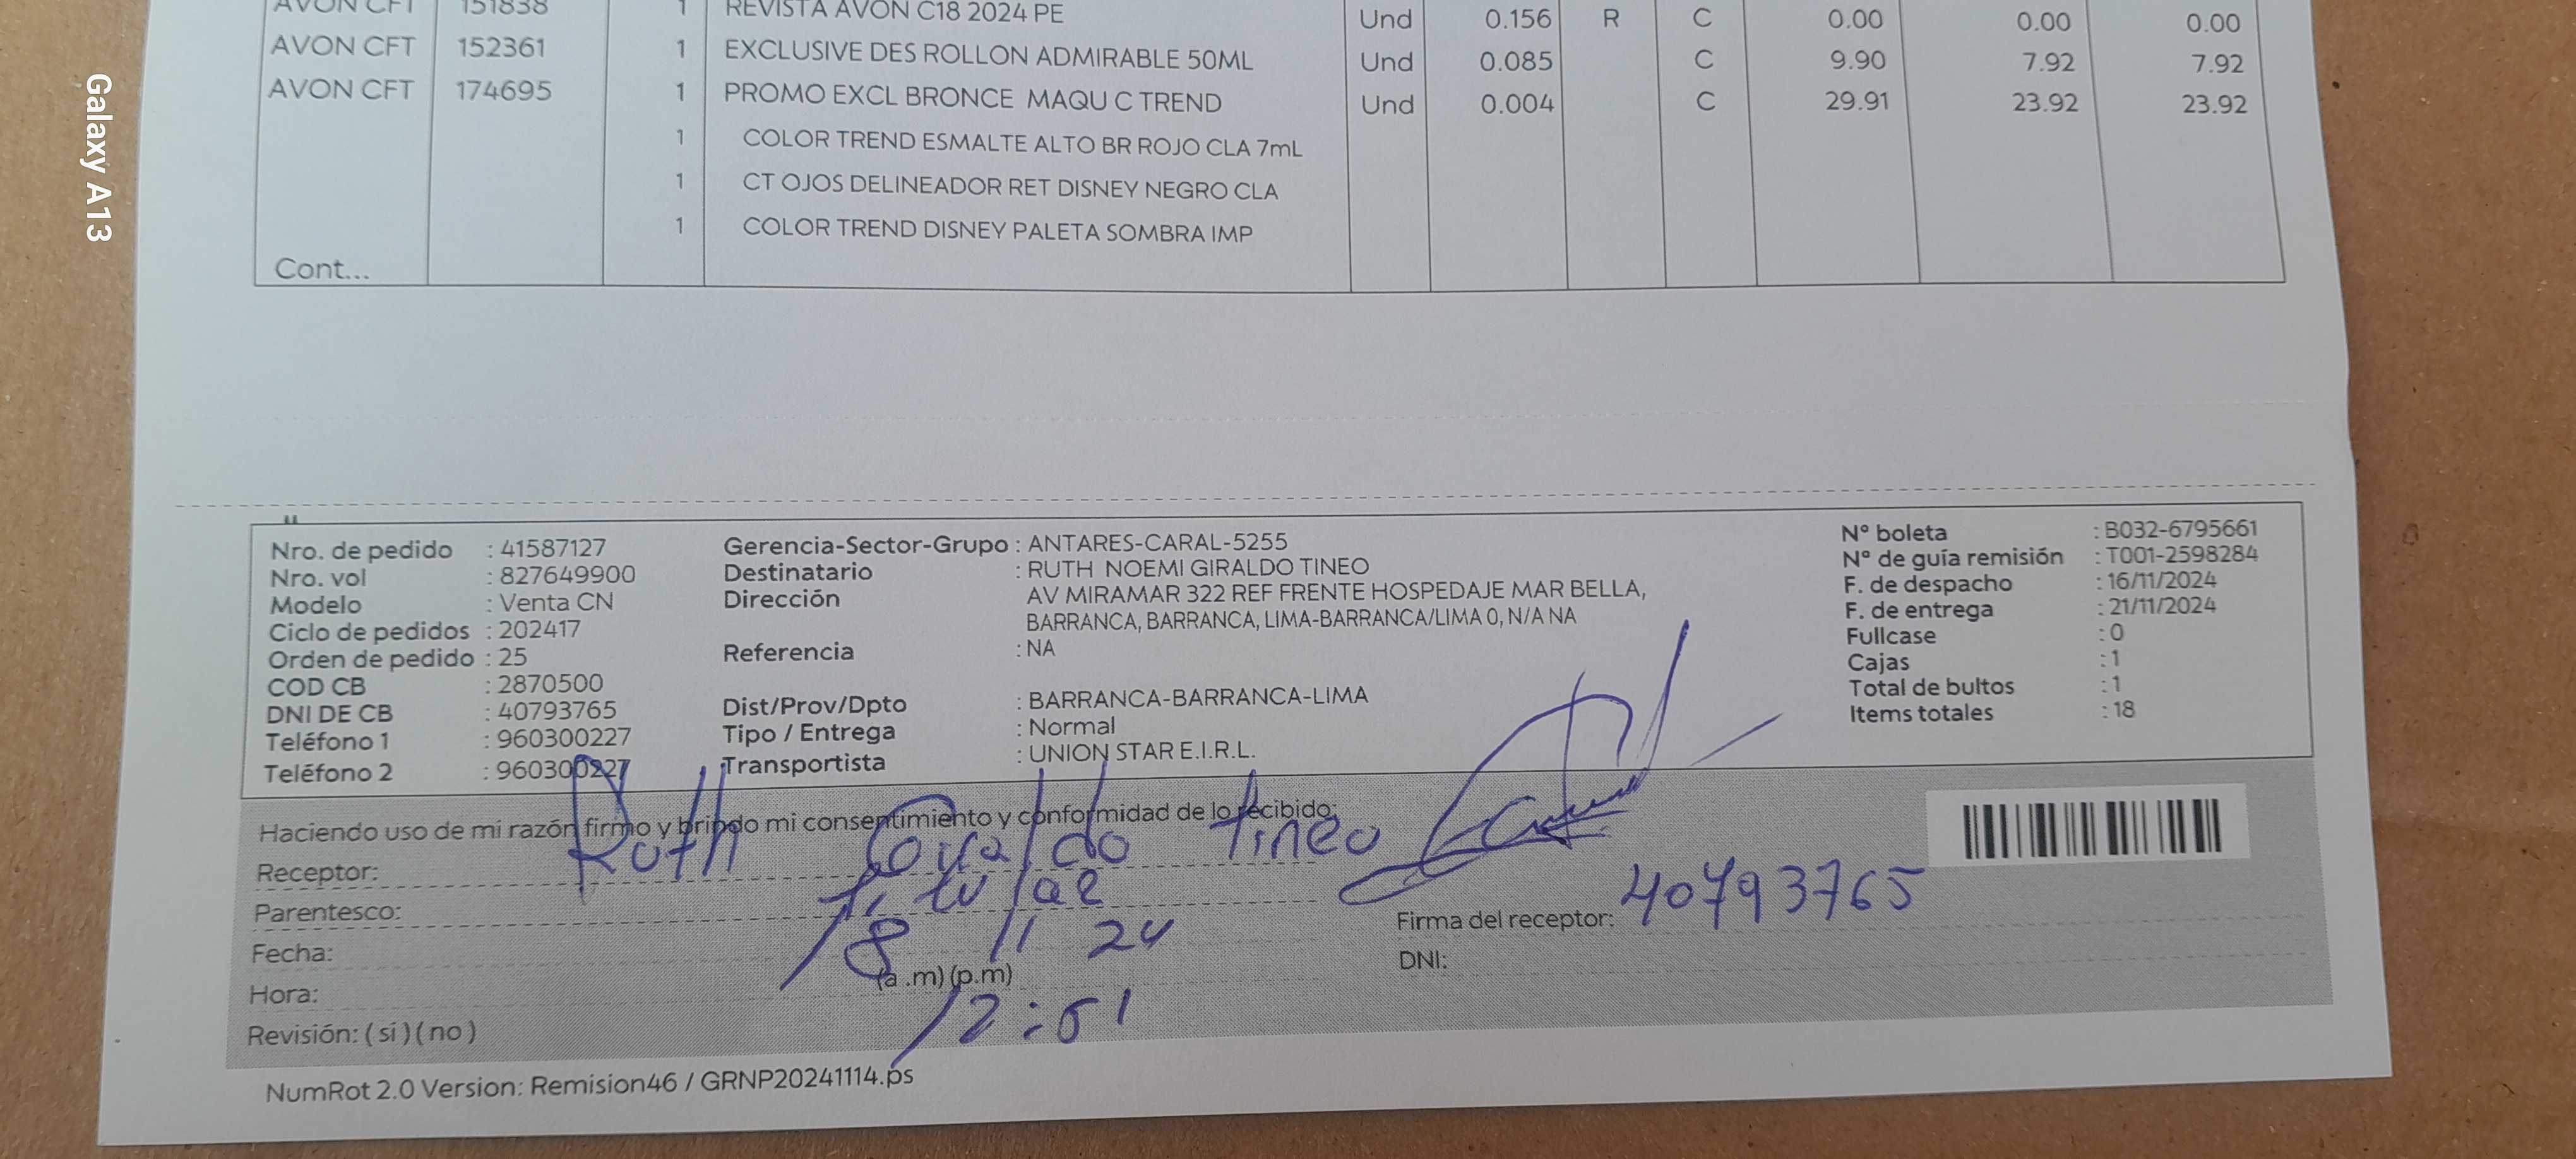 AVON CFT 151838 1 REVISTA AVON C18 2024 PE Und 0.156 R C 0.00 0.00 0.00
AVON CFT 152361 1 EXCLUSIVE DES ROLLON ADMIRABLE 50ML Und 0.085 C 9.90 7.92 7.92
AVON CFT 174695 1 PROMO EXCL BRONCE MAQU C TREND Und 0.004 C 29.91 23.92 23.92
1 COLOR TREND ESMALTE ALTO BR ROJO CLA 7mL
1 CT OJOS DELINEADOR RET DISNEY NEGRO CLA
1 COLOR TREND DISNEY PALETA SOMBRA IMP
Cont...
Nro. de pedido : 41587127
Nro. vol : 827649900
Modelo : Venta CN
Ciclo de pedidos : 202417
Orden de pedido : 25
COD CB : 2870500
DNI DE CB : 40793765
Teléfono 1 : 960300227
Teléfono 2 : 960300227
Gerencia-Sector-Grupo : ANTARES-CARAL-5255
Destinatario : RUTH NOEMI GIRALDO TINEO
Dirección AV MIRAMAR 322 REF FRENTE HOSPEDAJE MAR BELLA,
BARRANCA, BARRANCA, LIMA-BARRANCA/LIMA 0, N/A NA
Referencia : NA
Dist/Prov/Dpto : BARRANCA-BARRANCA-LIMA
Tipo / Entrega : Normal
Transportista : UNION STAR E.I.R.L.
N° boleta : B032-6795661
N° de guía remisión : T001-2598284
F. de despacho : 16/11/2024
F. de entrega : 21/11/2024
Fullcase : 0
Cajas : 1
Total de bultos : 1
Items totales : 18
Haciendo uso de mi razón firmo y brindo mi consentimiento y conformidad de lo recibido:
Receptor: Ruth Giraldo Tineo
Parentesco: Titular
Fecha: 18 11 24
Hora: (a .m) (p.m)
12:51
Revisión: ( sí ) ( no )
Firma del receptor: 40793765
DNI:
NumRot 2.0 Version: Remision46 / GRNP20241114.ps
Galaxy A13